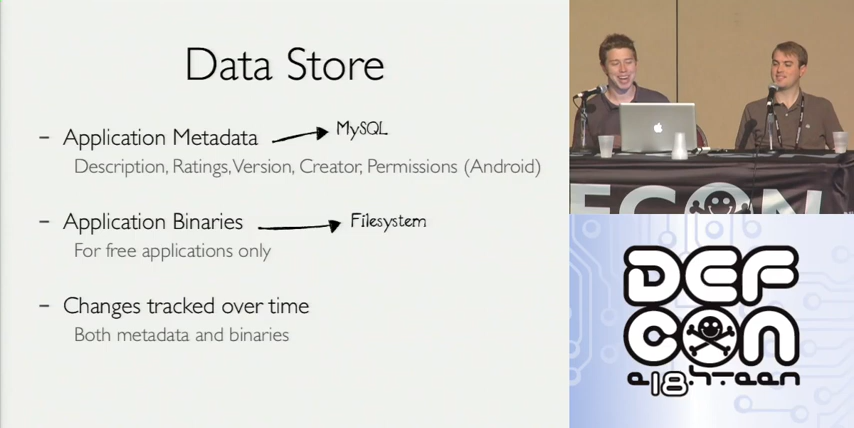 Data Store
– Application Metadata → MySQL
Description, Ratings, Version, Creator, Permissions (Android)
– Application Binaries → Filesystem
For free applications only
– Changes tracked over time
Both metadata and binaries
DEF
CON